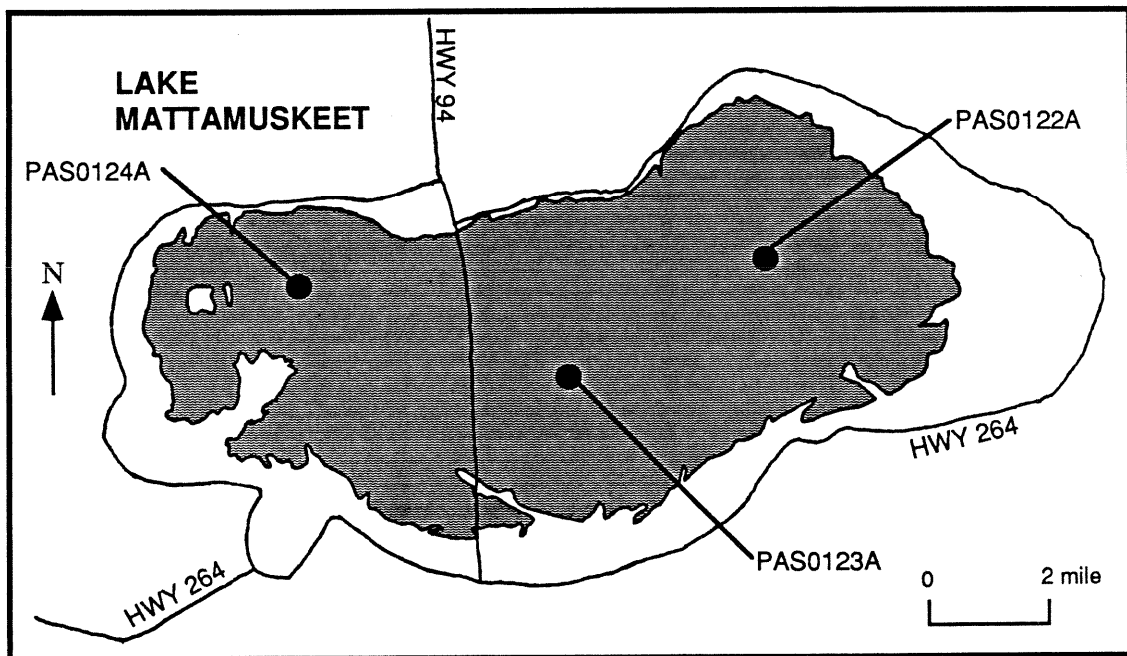 LAKE
MATTAMUSKEET
HWY 94
PAS0122A
PAS0124A
N
HWY 264
PAS0123A
HWY 264
0 2 mile